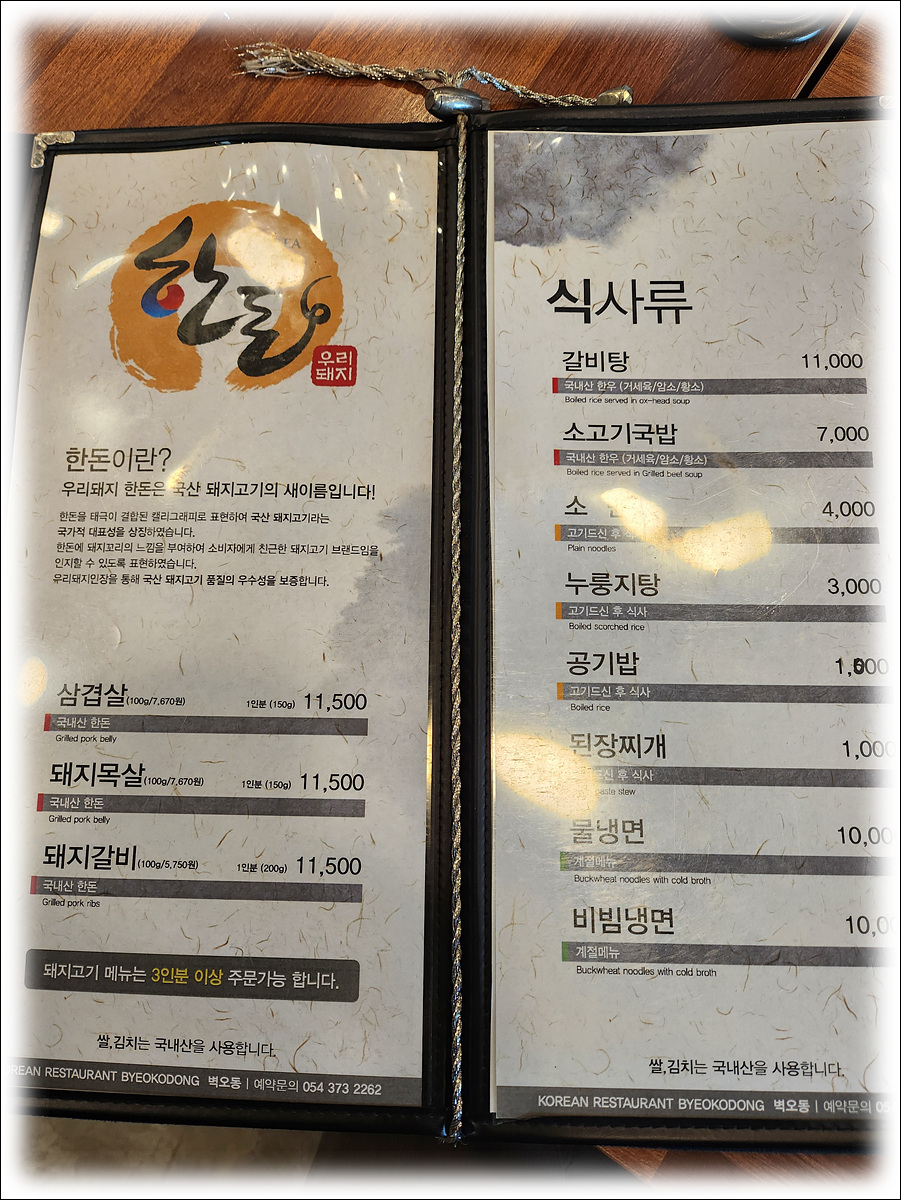 한돈
우리
돼지
한돈이란?
우리돼지 한돈은 국산 돼지고기의 새이름입니다!
한돈을 태극이 결합된 캘리그래피로 표현하여 국산 돼지고기라는
국가적 대표성을 상징하였습니다.
한돈에 돼지꼬리의 느낌을 부여하여 소비자에게 친근한 돼지고기 브랜드임을
인지할 수 있도록 표현하였습니다.
우리돼지인장을 통해 국산 돼지고기 품질의 우수성을 보증합니다.
삼겹살(100g/7,670원) 1인분 (150g) 11,500
국내산 한돈
Grilled pork belly
돼지목살(100g/7,670원) 1인분 (150g) 11,500
국내산 한돈
Grilled pork belly
돼지갈비(100g/5,750원) 1인분 (200g) 11,500
국내산 한돈
Grilled pork ribs
돼지고기 메뉴는 3인분 이상 주문가능 합니다.
쌀,김치는 국내산을 사용합니다.
KOREAN RESTAURANT BYEOKODONG 벽오동 | 예약문의 054 373 2262
식사류
갈비탕 11,000
국내산 한우 (거세육/암소/황소)
Boiled rice served in ox-head soup
소고기국밥 7,000
국내산 한우 (거세육/암소/황소)
Boiled rice served in Grilled beef soup
소 4,000
고기드신 후
Plain noodles
누룽지탕 3,000
고기드신 후 식사
Boiled scorched rice
공기밥
고기드신 후 식사
Boiled rice
된장찌개 1,000
드신 후 식사
stew
물냉면 10,00
계절메뉴
Buckwheat noodles with cold broth
비빔냉면 10,0
계절메뉴
Buckwheat noodles with cold broth
쌀,김치는 국내산을 사용합니다.
KOREAN RESTAURANT BYEOKODONG 벽오동 | 예약문의 05